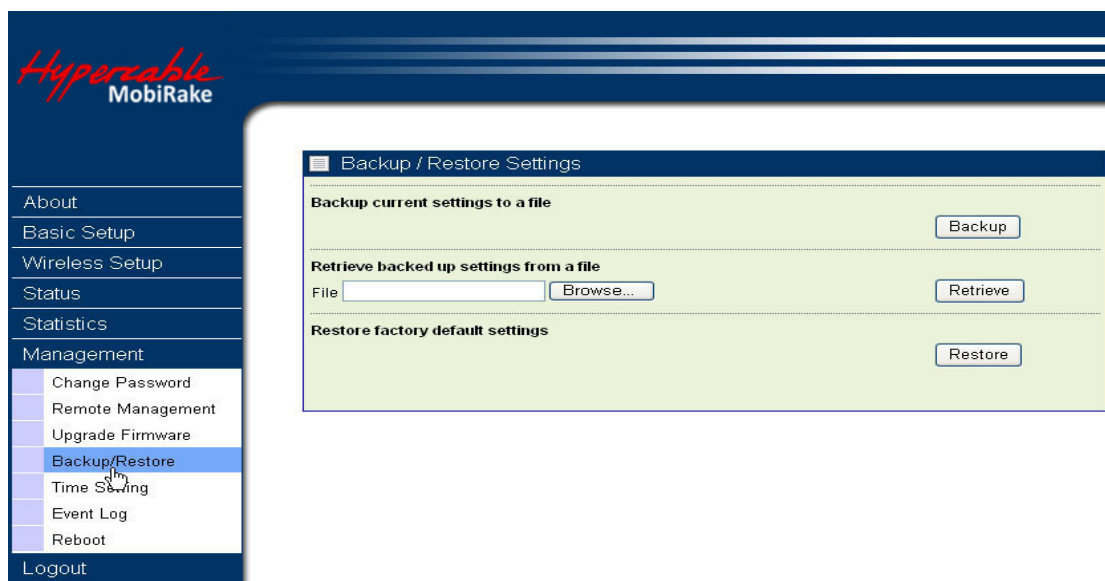 Hypercable
MobiRake
About
Basic Setup
Wireless Setup
Status
Statistics
Management
Change Password
Remote Management
Upgrade Firmware
Backup/Restore
Time Setting
Event Log
Reboot
Logout
Backup / Restore Settings
Backup current settings to a file
Backup
Retrieve backed up settings from a file
File Browse... Retrieve
Restore factory default settings
Restore